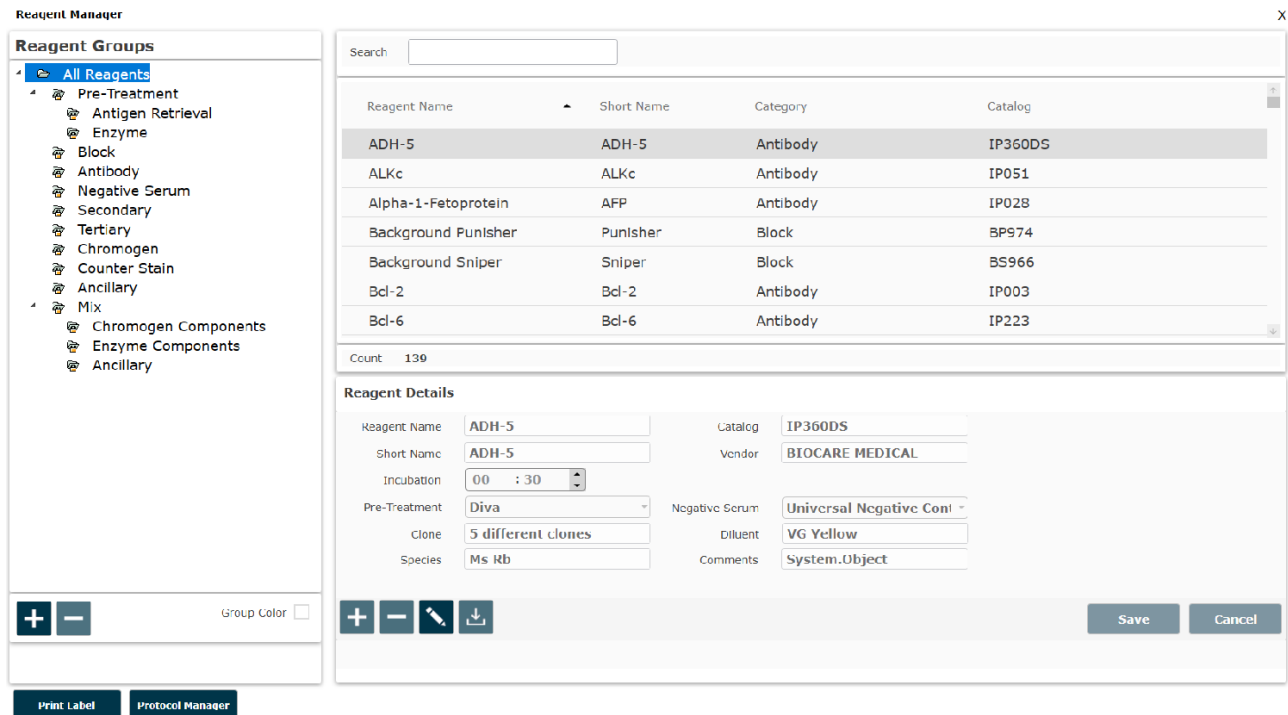 Reagent Manager
X
Reagent Groups
All Reagents
Pre-Treatment
Antigen Retrieval
Enzyme
Block
Antibody
Negative Serum
Secondary
Tertiary
Chromogen
Counter Stain
Ancillary
Mix
Chromogen Components
Enzyme Components
Ancillary
Group Color
Search
Reagent Name Short Name Category Catalog
ADH-5 ADH-5 Antibody IP360DS
ALKc ALKc Antibody IP051
Alpha-1-Fetoprotein AFP Antibody IP028
Background Punisher Punisher Block BP974
Background Sniper Sniper Block BS966
Bcl-2 Bcl-2 Antibody IP003
Bcl-6 Bcl-6 Antibody IP223
Count 139
Reagent Details
Reagent Name ADH-5 Catalog IP360DS
Short Name ADH-5 Vendor BIOCARE MEDICAL
Incubation 00 : 30
Pre-Treatment Diva Negative Serum Universal Negative Cont
Clone 5 different clones Diluent VG Yellow
Species Ms Rb Comments System.Object
Save Cancel
Print Label Protocol Manager